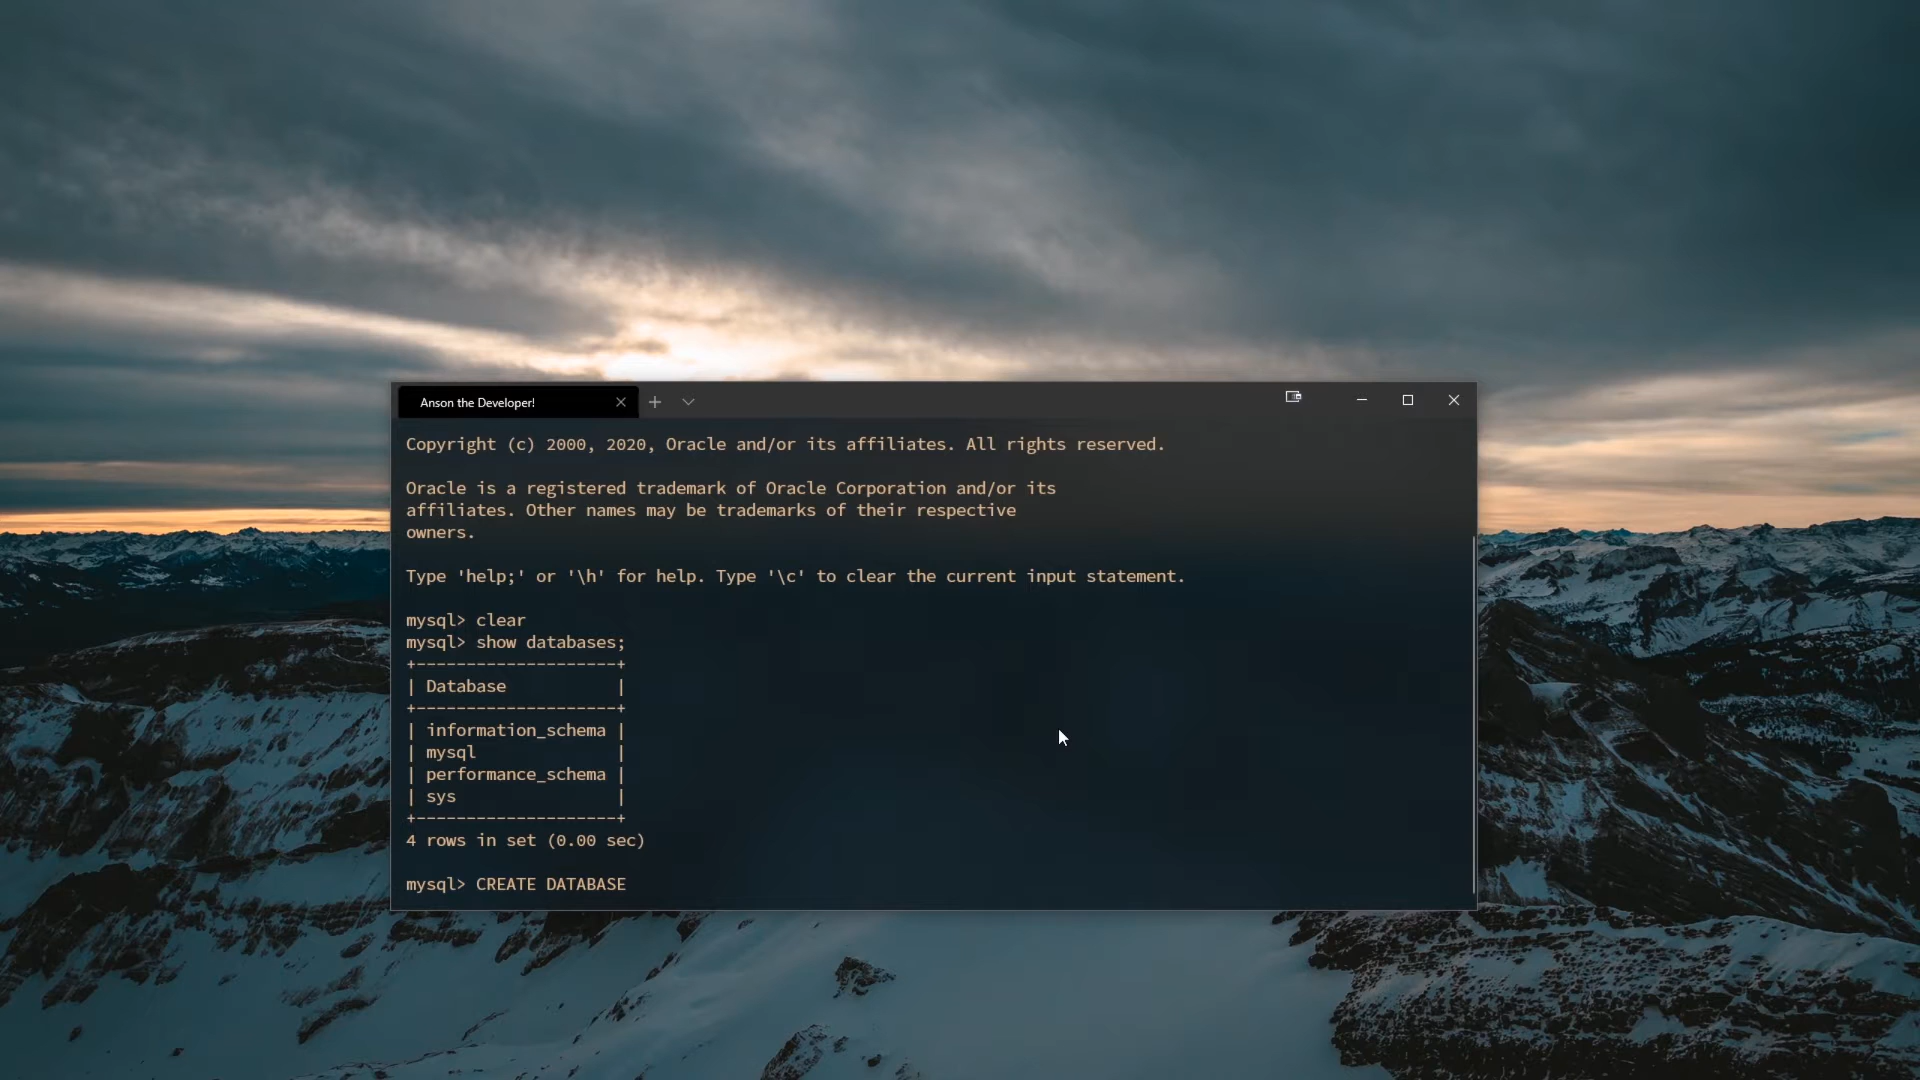 Anson the Developer!
Copyright (c) 2000, 2020, Oracle and/or its affiliates. All rights reserved.
Oracle is a registered trademark of Oracle Corporation and/or its
affiliates. Other names may be trademarks of their respective
owners.
Type 'help;' or '\h' for help. Type '\c' to clear the current input statement.
mysql> clear
mysql> show databases;
+--------------------+
| Database           |
+--------------------+
| information_schema |
| mysql              |
| performance_schema |
| sys                |
+--------------------+
4 rows in set (0.00 sec)
mysql> CREATE DATABASE